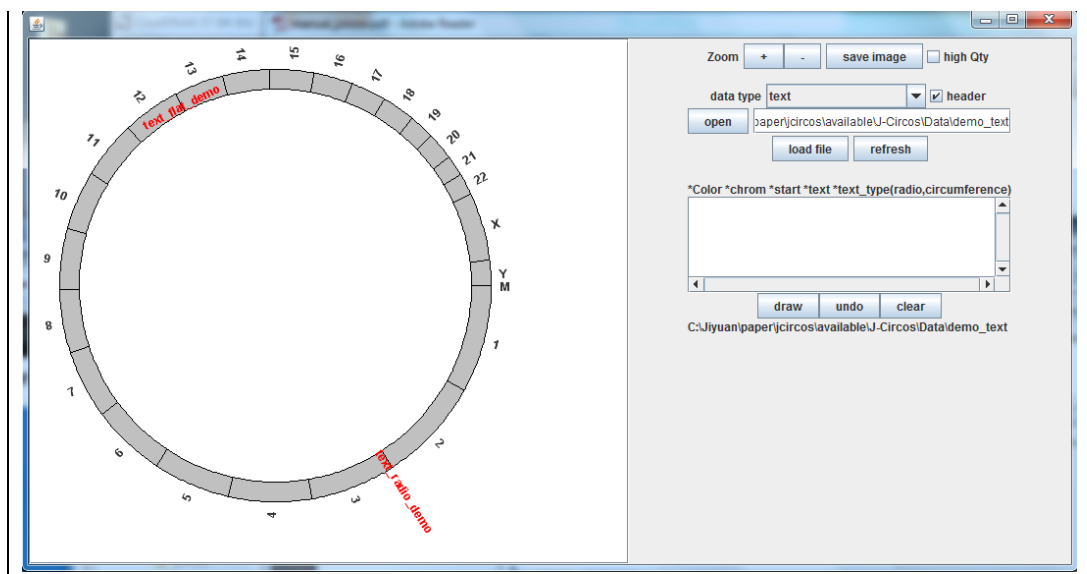 Zoom + - save image high Qty
data type text header
open paper\jcircos\available\J-Circos\Data\demo_text
load file refresh
*Color *chrom *start *text *text_type(radio,circumference)
draw undo clear
C:\Jiyuan\paper\jcircos\available\J-Circos\Data\demo_text
15
16
17
18
19
20
21
22
X
Y
M
1
2
3
4
5
6
7
8
9
10
11
12
13
14
text_flat_demo
text_radio_demo